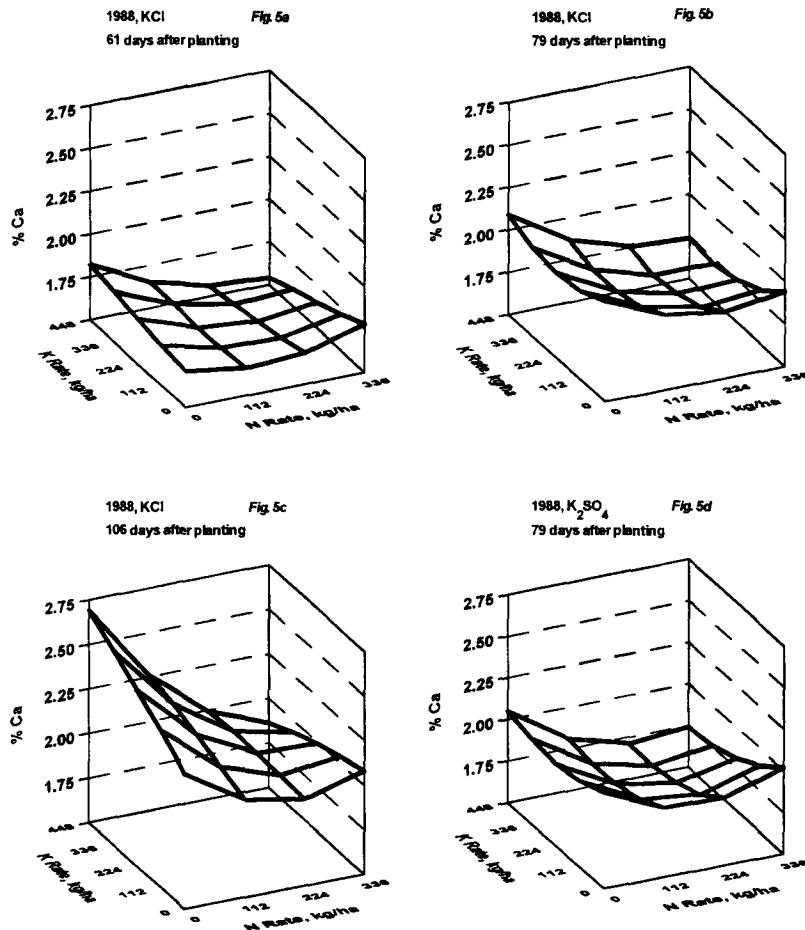 1988, KCl Fig. 5a
61 days after planting
2.75
2.50
2.25
2.00
1.75
% Ca
448
336
224
112
0
K Rate, kg/ha
0
112
224
336
N Rate, kg/ha
1988, KCl Fig. 5b
79 days after planting
2.75
2.50
2.25
2.00
1.75
% Ca
448
336
224
112
0
K Rate, kg/ha
0
112
224
336
N Rate, kg/ha
1988, KCl Fig. 5c
106 days after planting
2.75
2.50
2.25
2.00
1.75
% Ca
448
336
224
112
0
K Rate, kg/ha
0
112
224
336
N Rate, kg/ha
1988, K2SO4 Fig. 5d
79 days after planting
2.75
2.50
2.25
2.00
1.75
% Ca
448
336
224
112
0
K Rate, kg/ha
0
112
224
336
N Rate, kg/ha